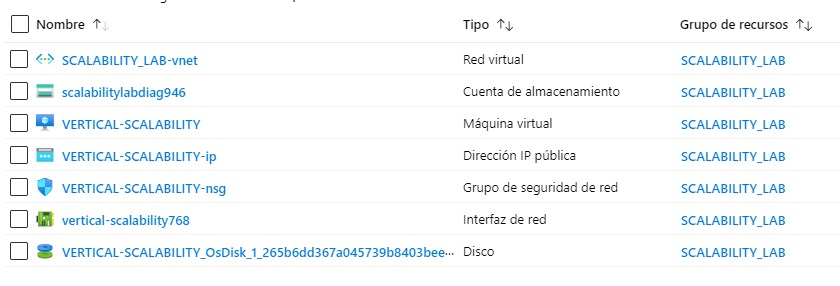 Nombre Tipo Grupo de recursos
SCALABILITY_LAB-vnet Red virtual SCALABILITY_LAB
scalabilitylabdiag946 Cuenta de almacenamiento SCALABILITY_LAB
VERTICAL-SCALABILITY Máquina virtual SCALABILITY_LAB
VERTICAL-SCALABILITY-ip Dirección IP pública SCALABILITY_LAB
VERTICAL-SCALABILITY-nsg Grupo de seguridad de red SCALABILITY_LAB
vertical-scalability768 Interfaz de red SCALABILITY_LAB
VERTICAL-SCALABILITY_OsDisk_1_265b6dd367a045739b8403bee... Disco SCALABILITY_LAB